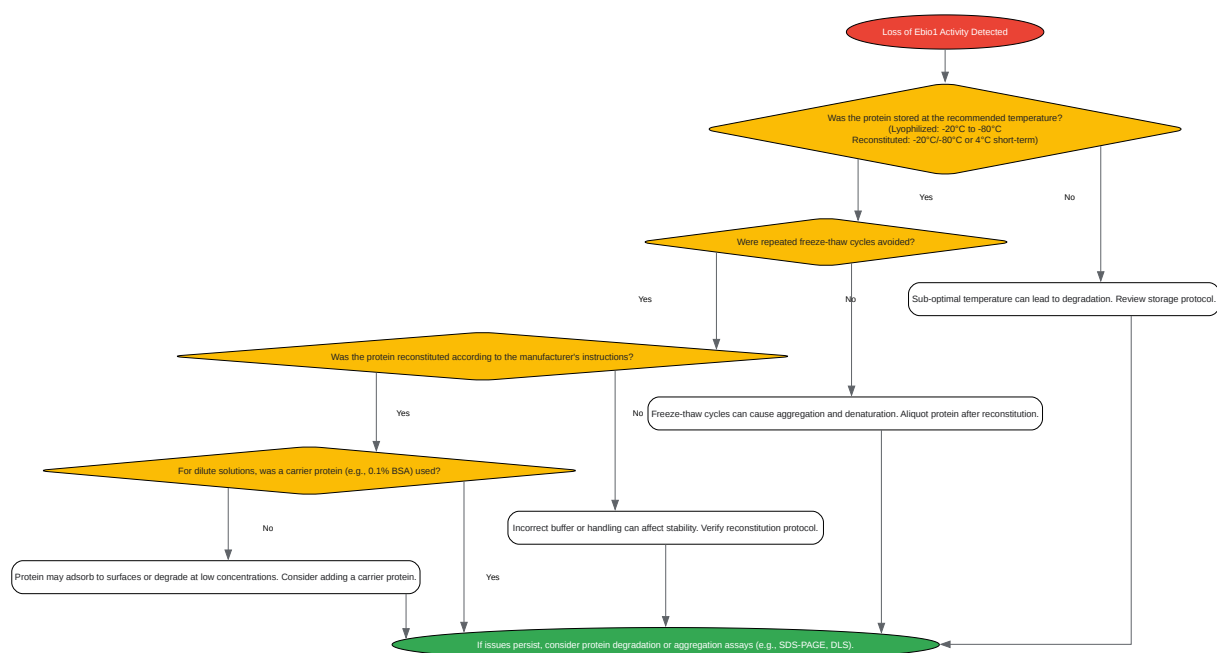 Loss of Ebio1 Activity Detected
Was the protein stored at the recommended temperature?
(Lyophilized: -20°C to -80°C
Reconstituted: -20°C/-80°C or 4°C short-term)
Yes
No
Were repeated freeze-thaw cycles avoided?
Yes
No
Sub-optimal temperature can lead to degradation. Review storage protocol.
Was the protein reconstituted according to the manufacturer's instructions?
Yes
No
Freeze-thaw cycles can cause aggregation and denaturation. Aliquot protein after reconstitution.
For dilute solutions, was a carrier protein (e.g., 0.1% BSA) used?
No
Incorrect buffer or handling can affect stability. Verify reconstitution protocol.
Protein may adsorb to surfaces or degrade at low concentrations. Consider adding a carrier protein.
Yes
If issues persist, consider protein degradation or aggregation assays (e.g., SDS-PAGE, DLS).